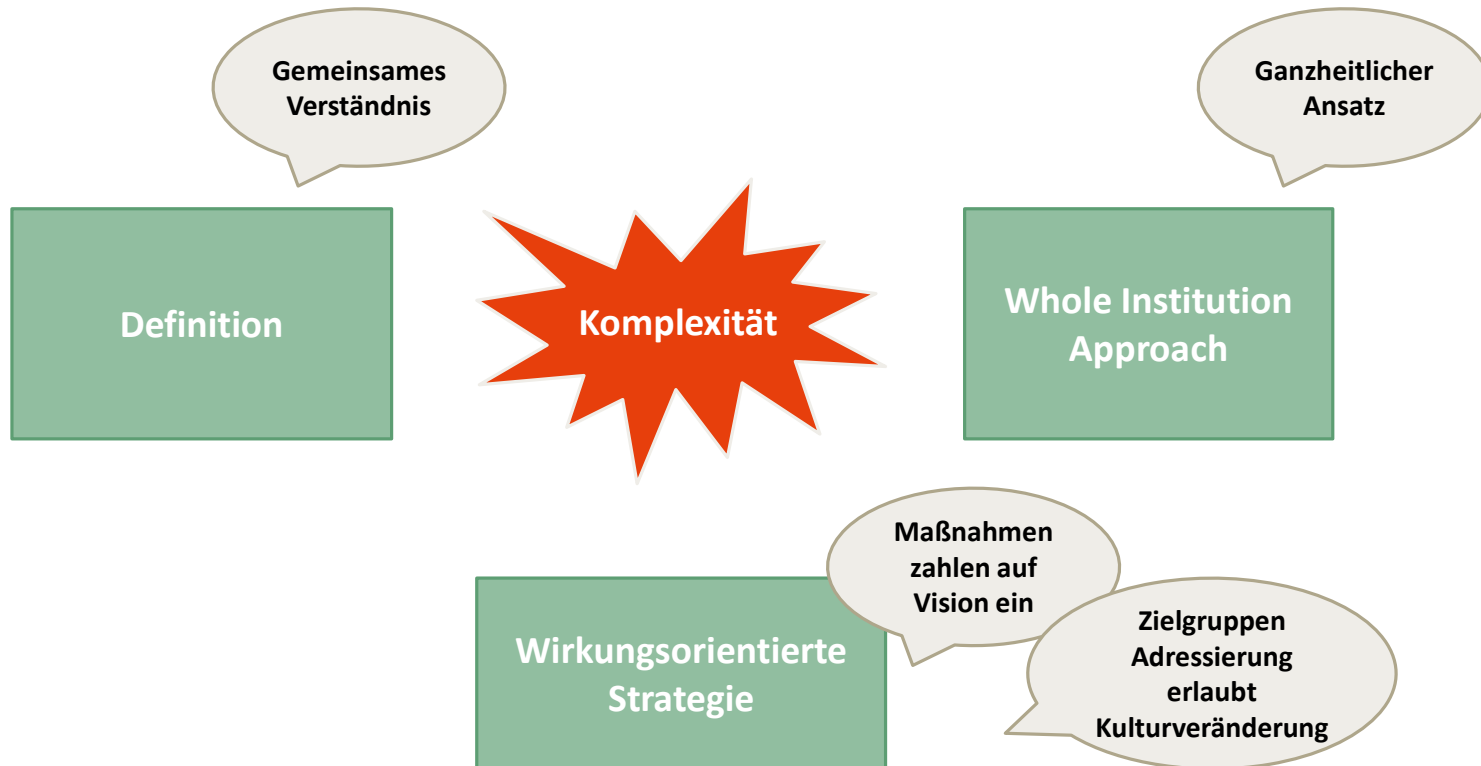 Gemeinsames
Verständnis
Ganzheitlicher
Ansatz
Definition
Komplexität
Whole Institution
Approach
Maßnahmen
zahlen auf
Vision ein
Wirkungsorientierte
Strategie
Zielgruppen
Adressierung
erlaubt
Kulturveränderung